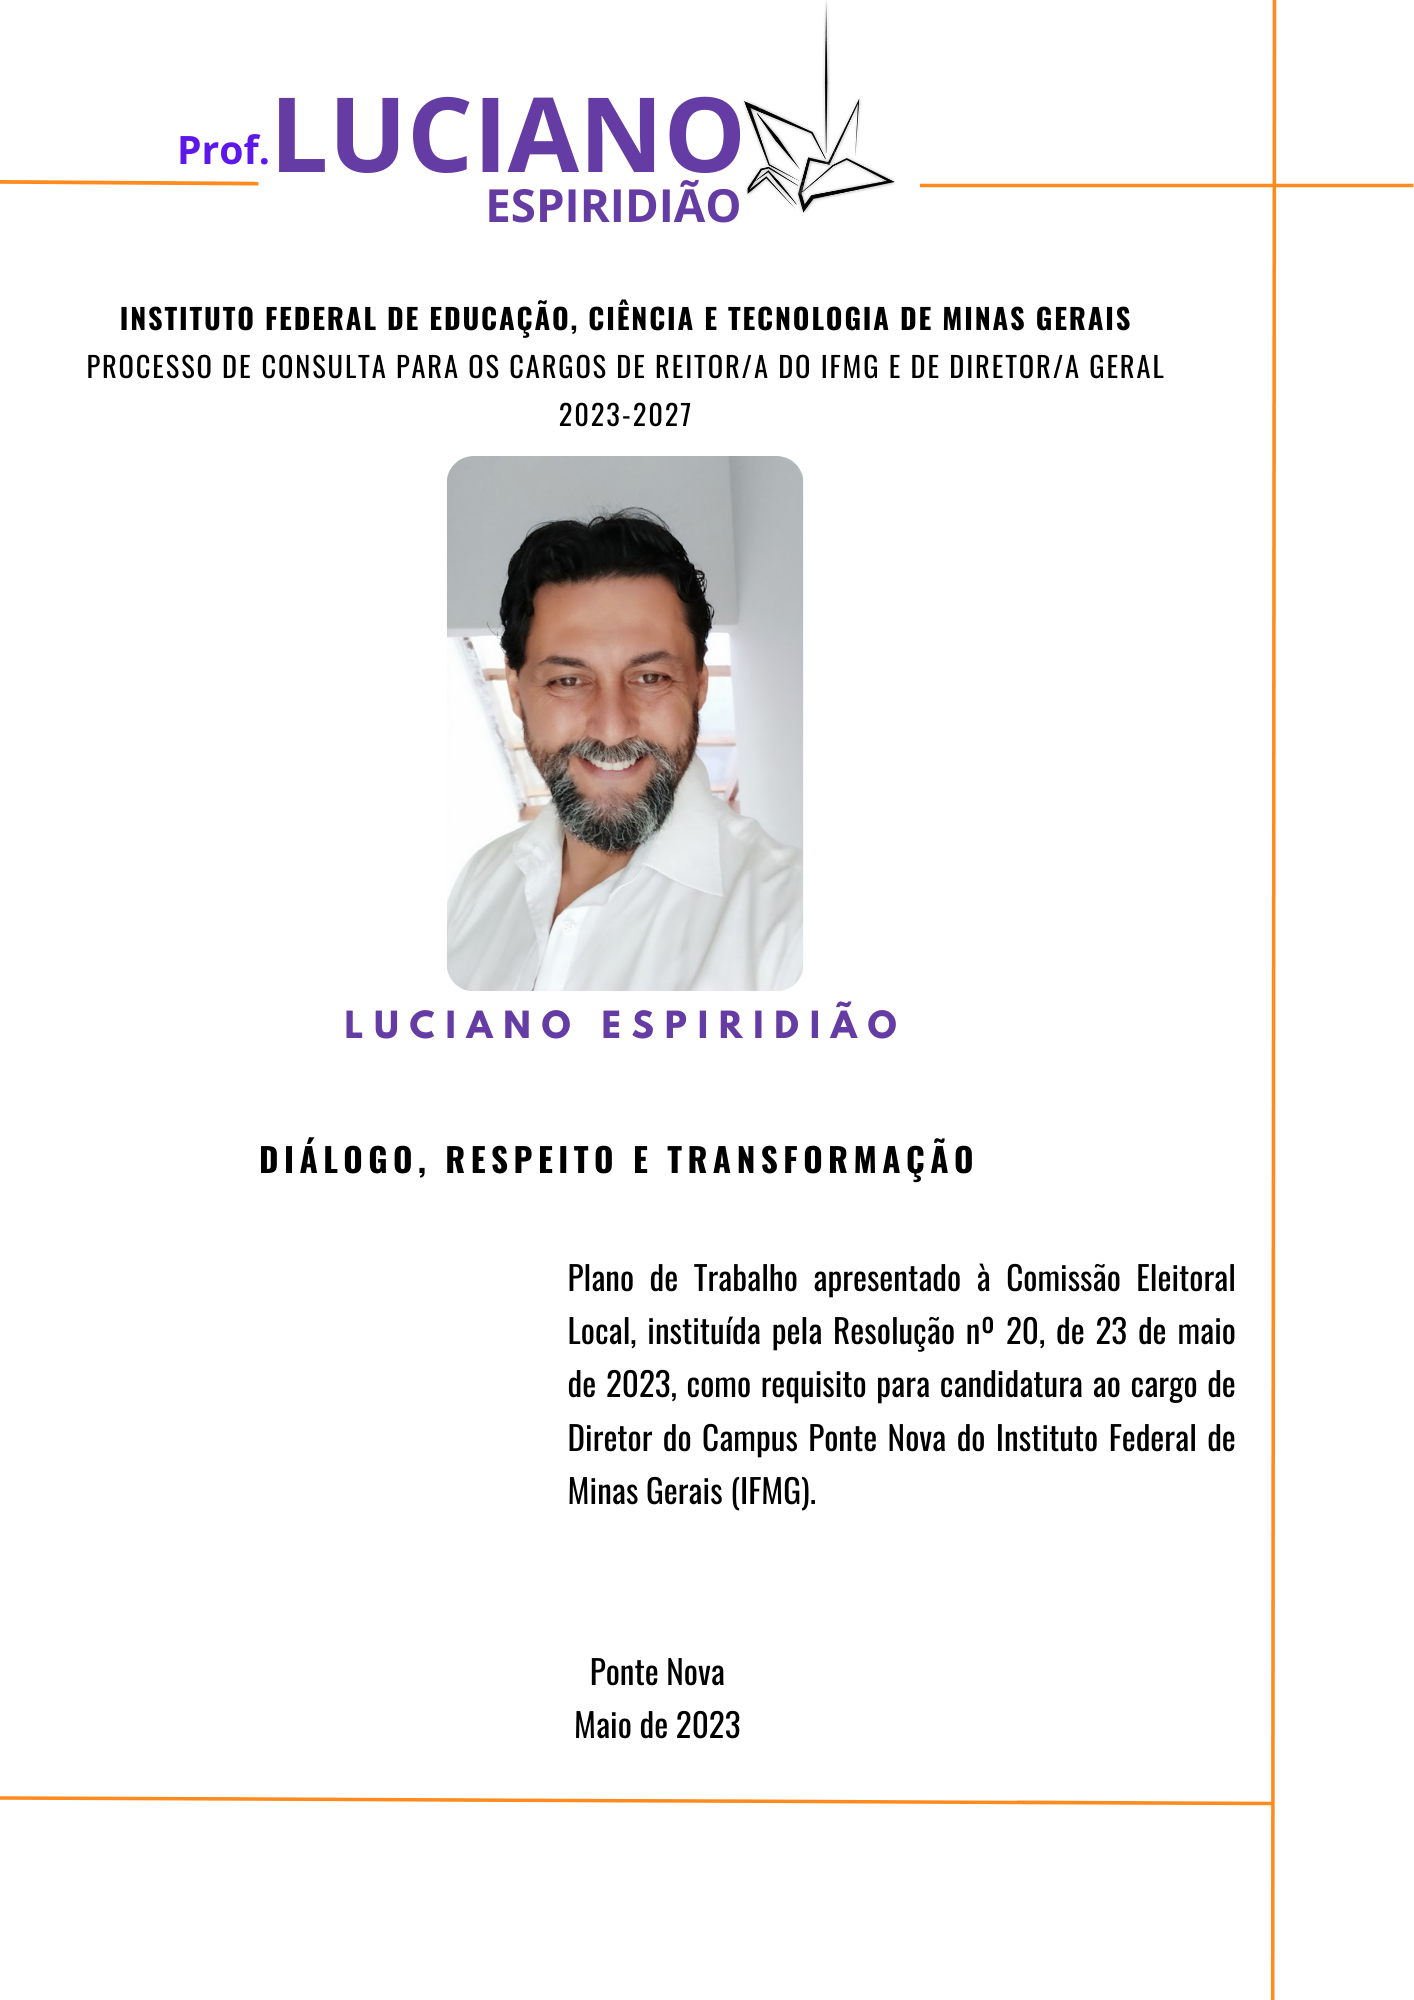 Prof. LUCIANO
ESPIRIDIÃO
INSTITUTO FEDERAL DE EDUCAÇÃO, CIÊNCIA E TECNOLOGIA DE MINAS GERAIS
PROCESSO DE CONSULTA PARA OS CARGOS DE REITOR/A DO IFMG E DE DIRETOR/A GERAL
2023-2027
LUCIANO ESPIRIDIÃO
DIÁLOGO, RESPEITO E TRANSFORMAÇÃO
Plano de Trabalho apresentado à Comissão Eleitoral
Local, instituída pela Resolução nº 20, de 23 de maio
de 2023, como requisito para candidatura ao cargo de
Diretor do Campus Ponte Nova do Instituto Federal de
Minas Gerais (IFMG).
Ponte Nova
Maio de 2023